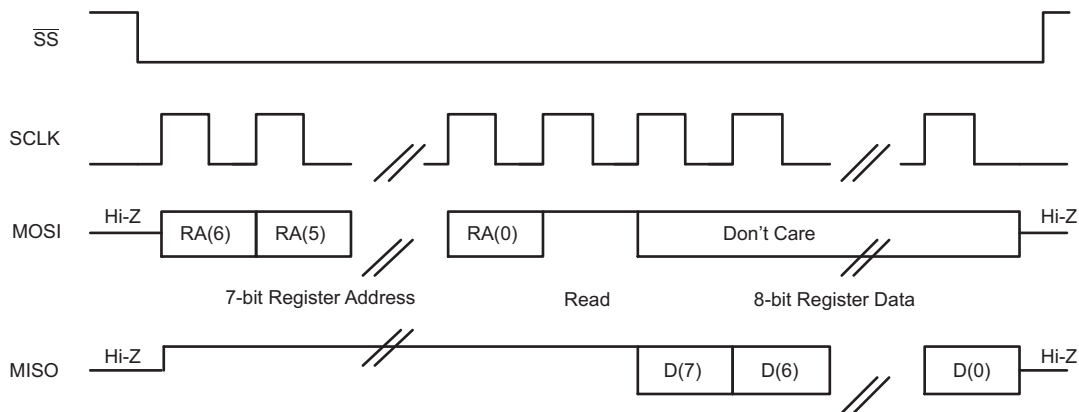 SS
SCLK
MOSI Hi-Z RA(6) RA(5) RA(0) Don't Care Hi-Z
7-bit Register Address Read 8-bit Register Data
MISO Hi-Z D(7) D(6) D(0) Hi-Z